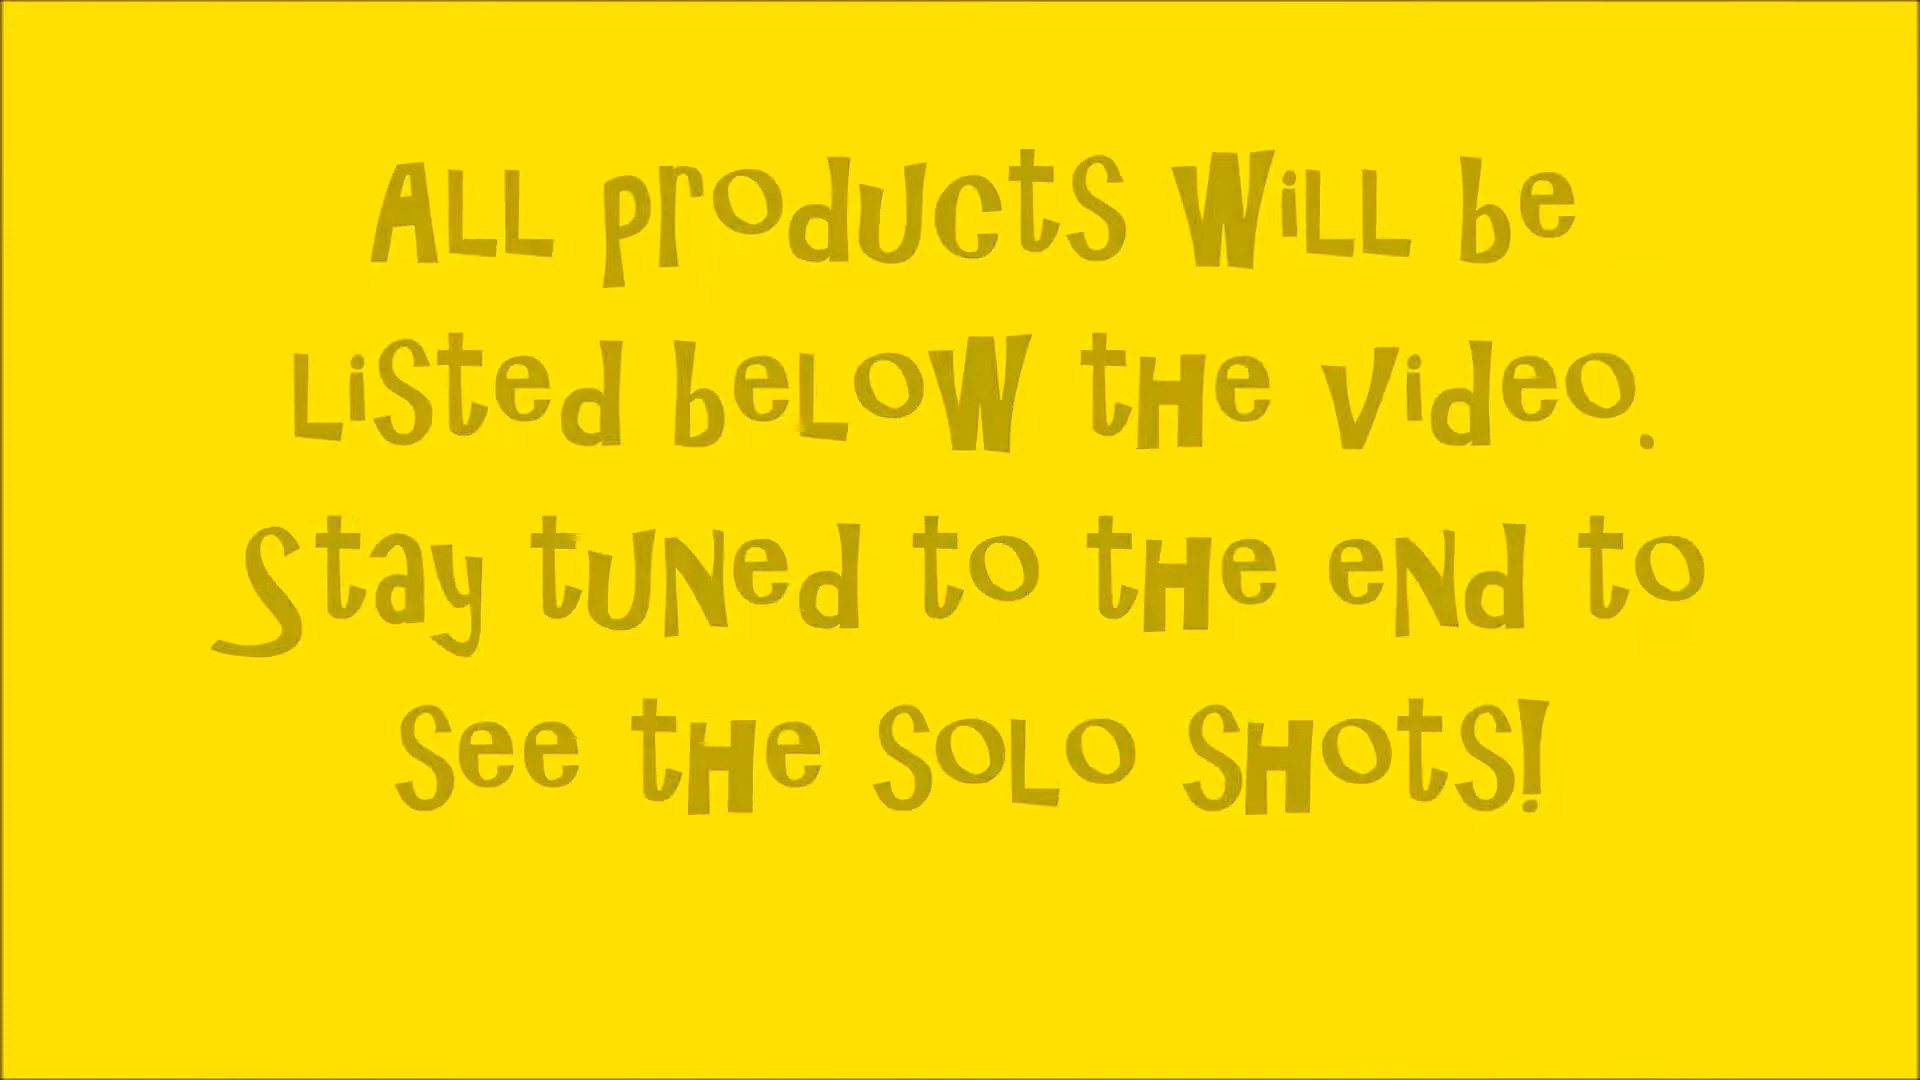 All products will be
listed below the video.
Stay tuned to the end to
see the solo shots!